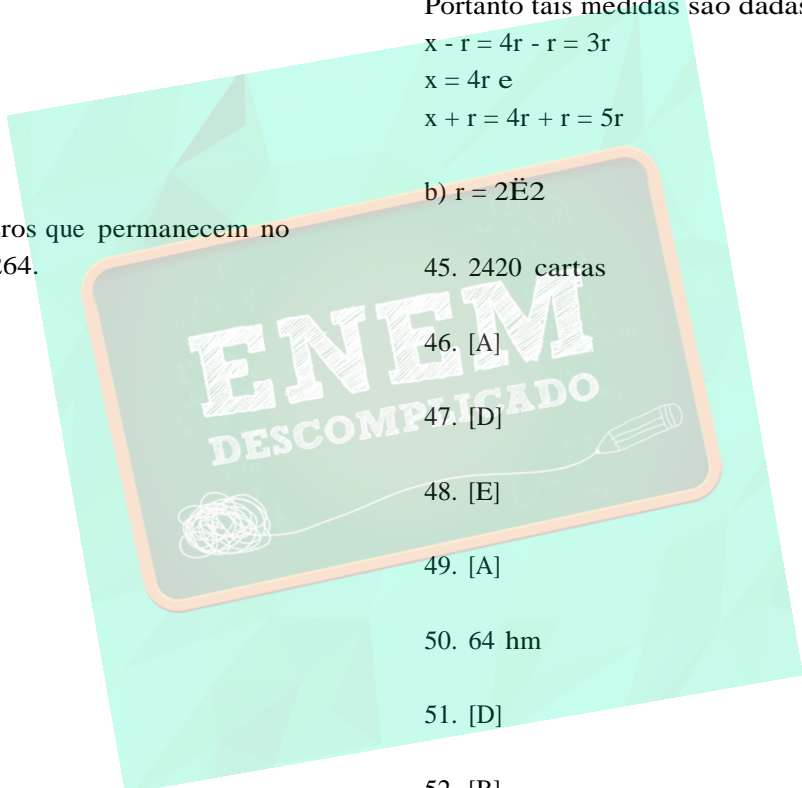 ros que permanecem no
264.
Portanto tais medidas são dadas
x - r = 4r - r = 3r
x = 4r e
x + r = 4r + r = 5r
b) r = 2Ë2
45. 2420 cartas
46. [A]
47. [D]
48. [E]
49. [A]
50. 64 hm
51. [D]
ENEM
DESCOMPLICADO